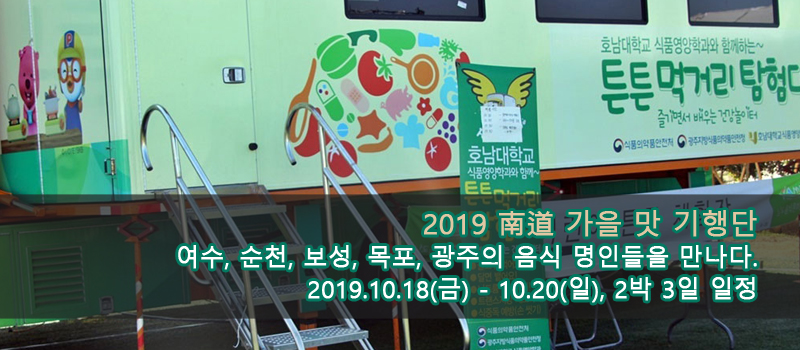 호남대학교 식품영양학과와 함께하는~
튼튼 먹거리 탐험대
즐기면서 배우는 건강놀이터
식품의약품안전처 광주지방식품의약품안전청 호남대학교식품영양
호남대학교
식품영양학과와 함께~
튼튼먹거리
2019 南道 가을 맛 기행단
여수, 순천, 보성, 목포, 광주의 음식 명인들을 만나다.
2019.10.18(금) - 10.20(일), 2박 3일 일정
식품의약품안전처
광주지방식품의약품안전청